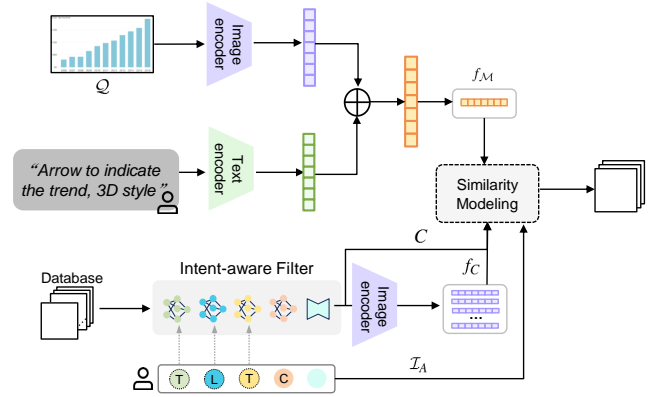 Image
encoder
Q
f_M
“Arrow to indicate
the trend, 3D style”
Text
encoder
Similarity
Modeling
C
Intent-aware Filter
f_C
Database
Image
encoder
...
I_A
T L T C